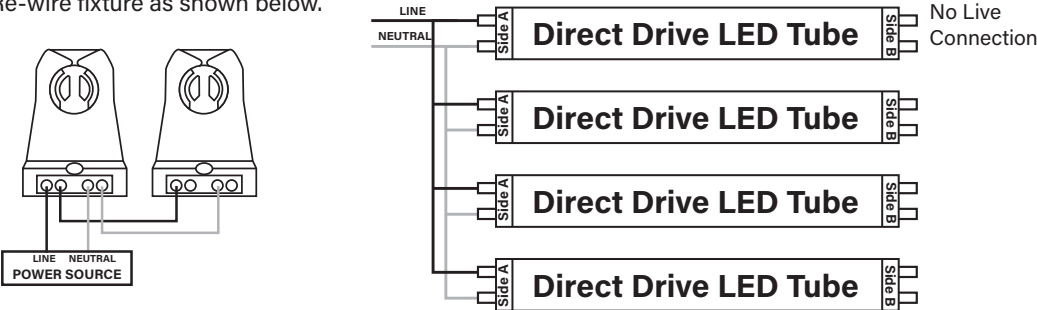 Re-wire fixture as shown below.
LINE NEUTRAL
POWER SOURCE
LINE
NEUTRAL
Side A Direct Drive LED Tube Side B
No Live
Connection
Side A Direct Drive LED Tube Side B
Side A Direct Drive LED Tube Side B
Side A Direct Drive LED Tube Side B